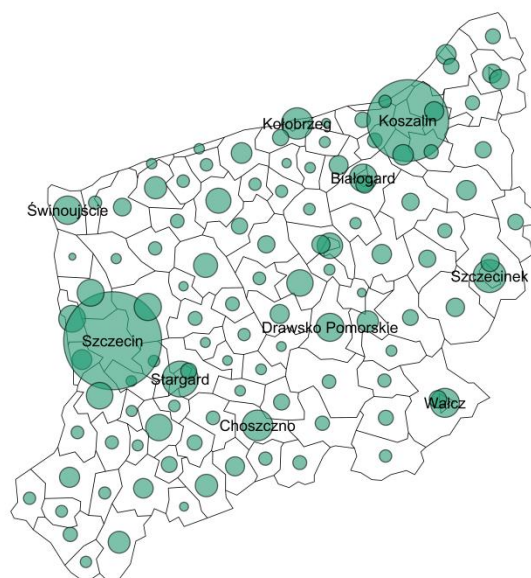 Koszalin
Kołobrzeg
Białogard
Świnoujście
Szczecinek
Drawsko Pomorskie
Szczecin
Stargard
Wałcz
Choszczno